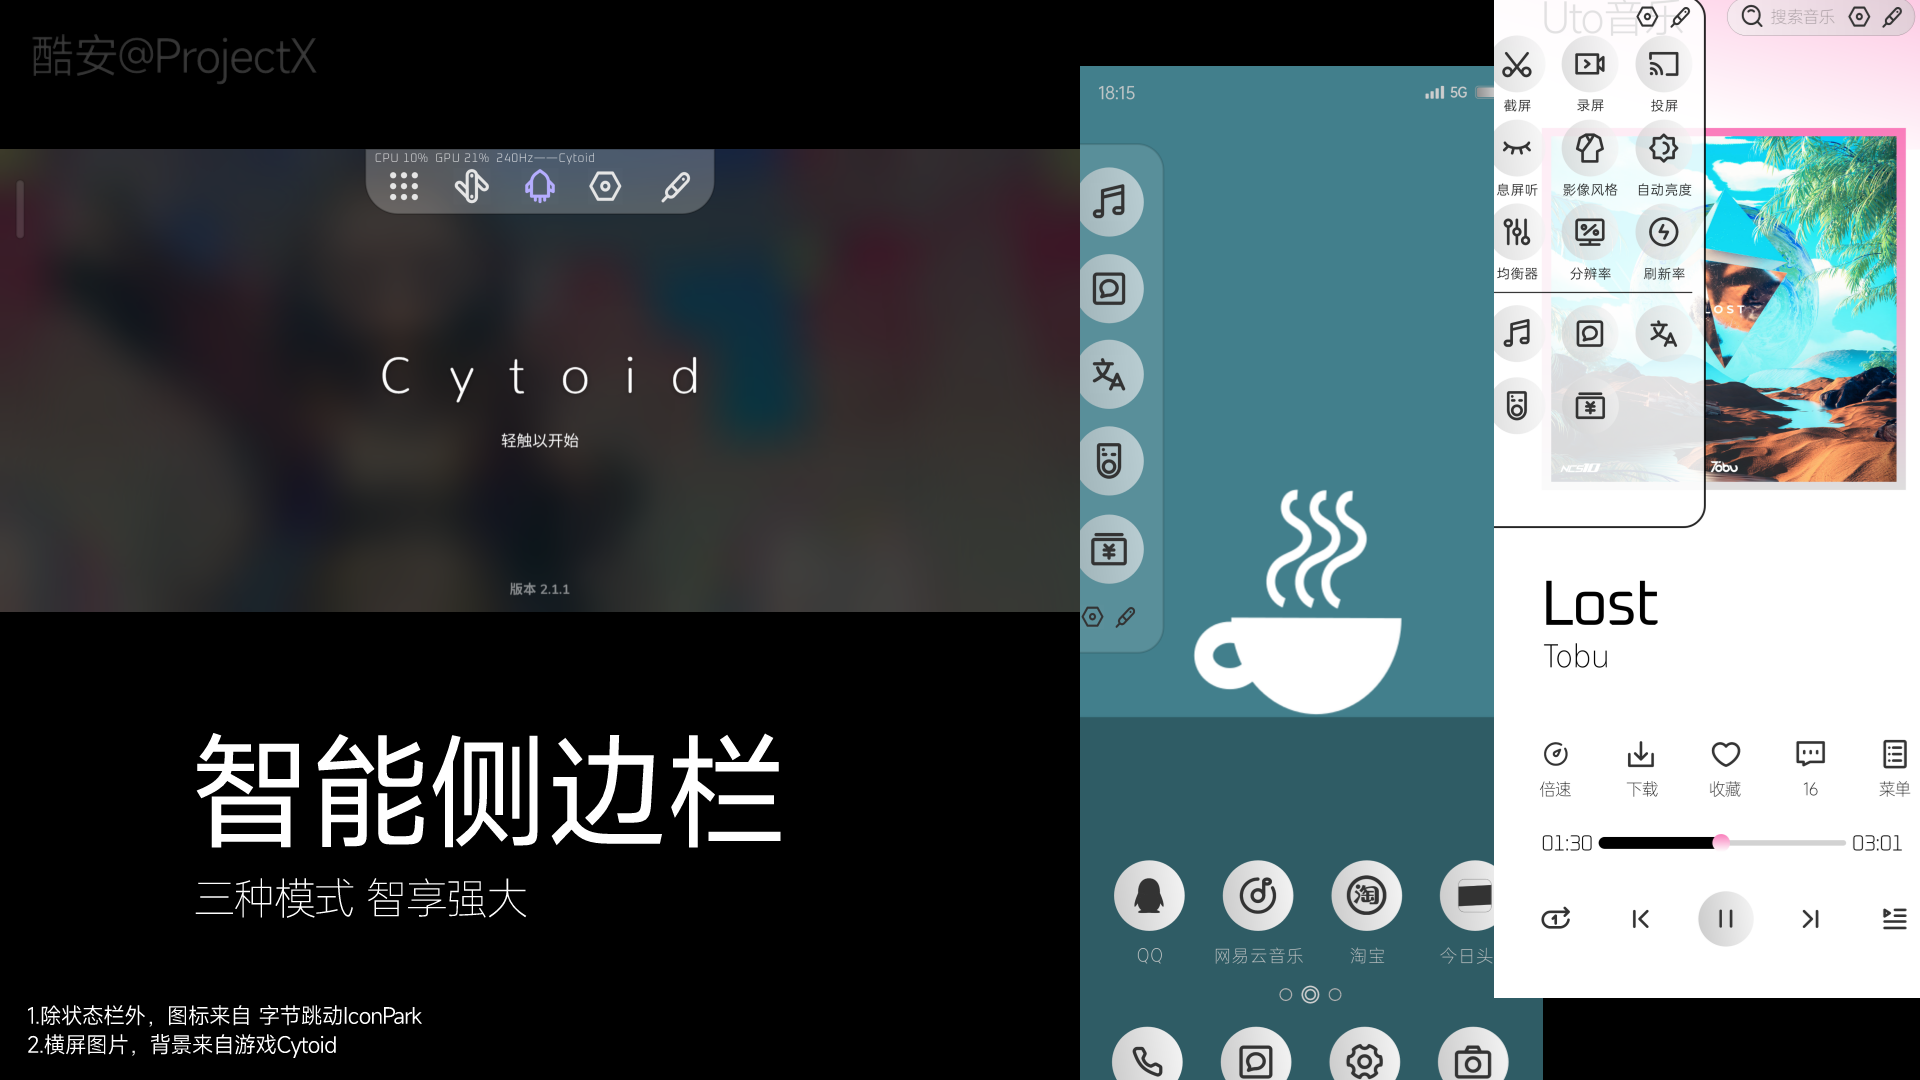 酷安@ProjectX
CPU 10% GPU 21% 240Hz——Cytoid
Cytoid
轻触以开始
版本 2.1.1
智能侧边栏
三种模式 智享强大
1.除状态栏外，图标来自 字节跳动IconPark
2.横屏图片，背景来自游戏Cytoid
18:15
5G
QQ
网易云音乐
淘宝
今日头
Uto音乐
搜索音乐
截屏
录屏
投屏
息屏听
影像风格
自动亮度
均衡器
分辨率
刷新率
LOST
NCS10
Tobu
Lost
Tobu
倍速
下载
收藏
16
菜单
01:30
03:01